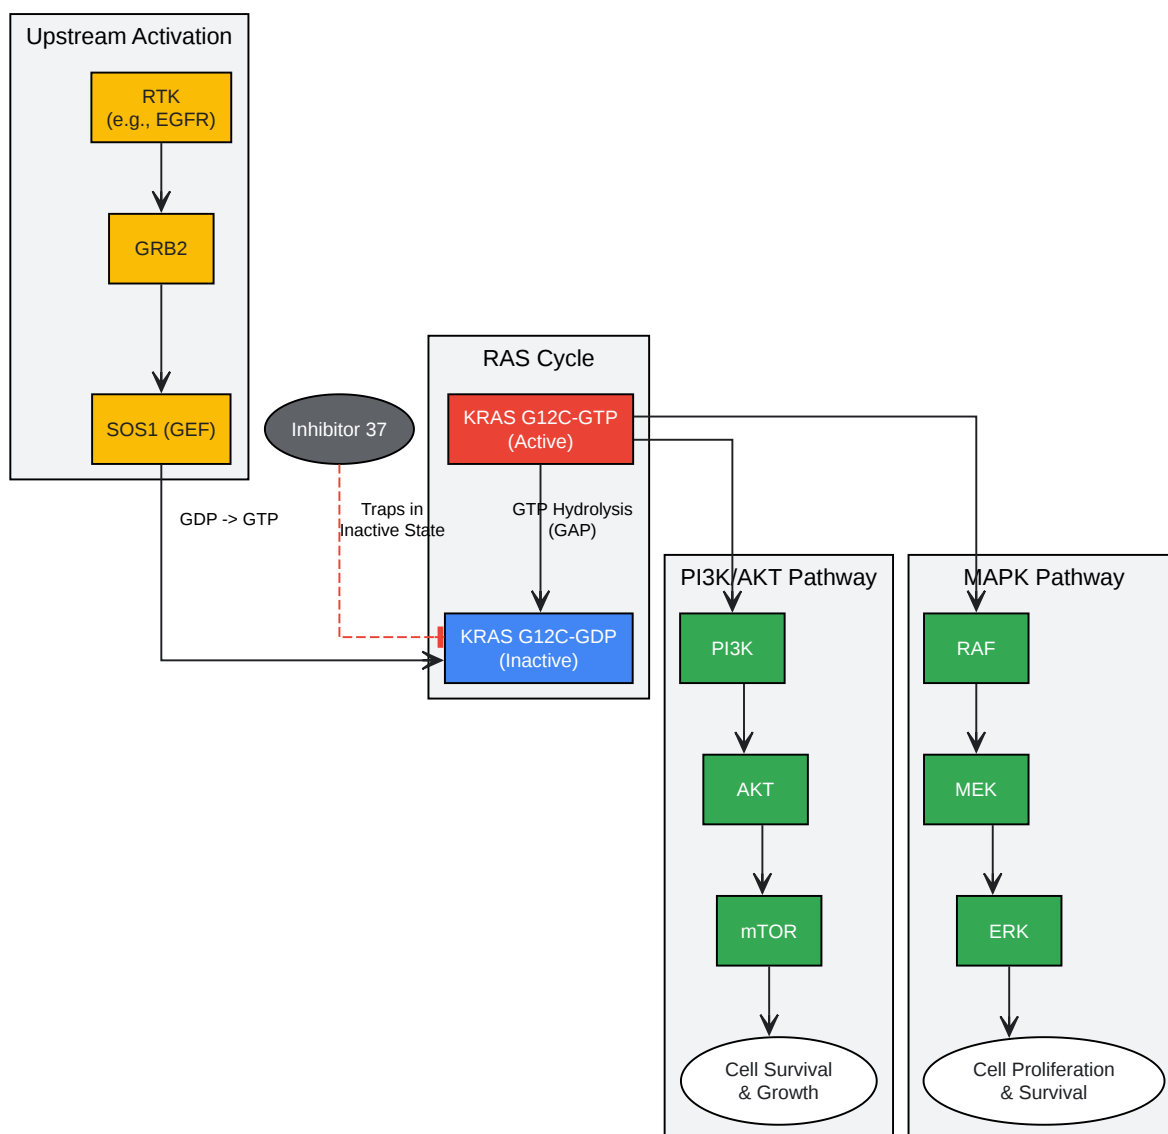 Upstream Activation
RTK
(e.g., EGFR)
GRB2
SOS1 (GEF)
GDP -> GTP
Inhibitor 37
Traps in
Inactive State
RAS Cycle
KRAS G12C-GTP
(Active)
GTP Hydrolysis
(GAP)
KRAS G12C-GDP
(Inactive)
PI3K/AKT Pathway
PI3K
AKT
mTOR
Cell Survival
& Growth
MAPK Pathway
RAF
MEK
ERK
Cell Proliferation
& Survival